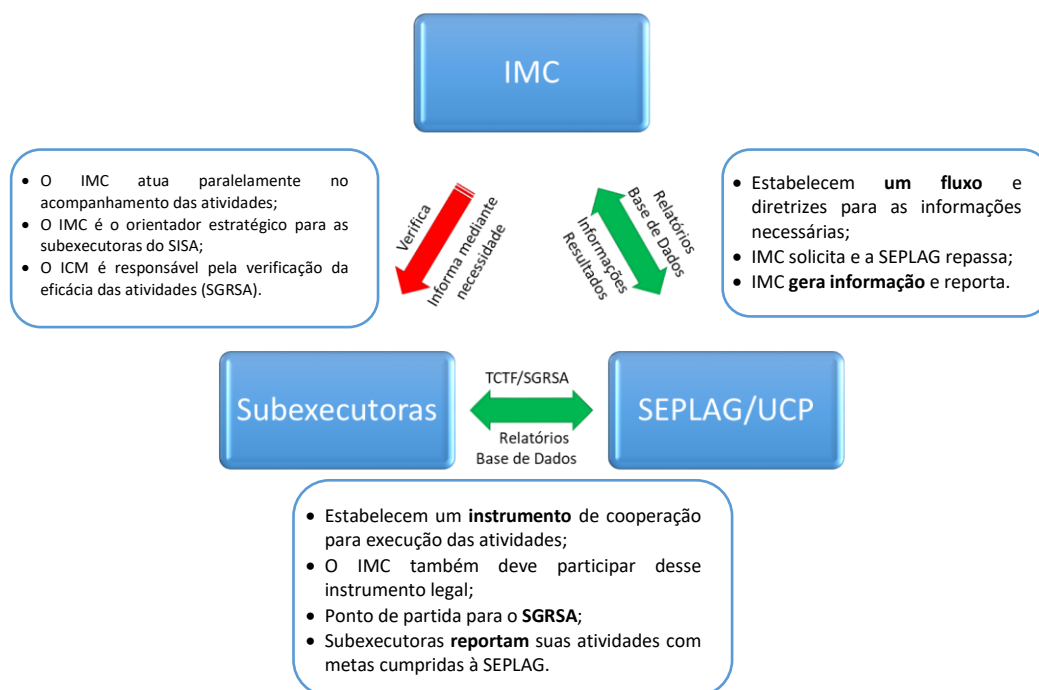 IMC
• O IMC atua paralelamente no
acompanhamento das atividades;
• O IMC é o orientador estratégico para as
subexecutoras do SISA;
• O ICM é responsável pela verificação da
eficácia das atividades (SGRSA).
Verifica
Informa mediante
necessidade
Relatórios
Base de Dados
Informações
Resultados
• Estabelecem um fluxo e
diretrizes para as informações
necessárias;
• IMC solicita e a SEPLAG repassa;
• IMC gera informação e reporta.
Subexecutoras
TCTF/SGRSA
Relatórios
Base de Dados
SEPLAG/UCP
• Estabelecem um instrumento de cooperação
para execução das atividades;
• O IMC também deve participar desse
instrumento legal;
• Ponto de partida para o SGRSA;
• Subexecutoras reportam suas atividades com
metas cumpridas à SEPLAG.